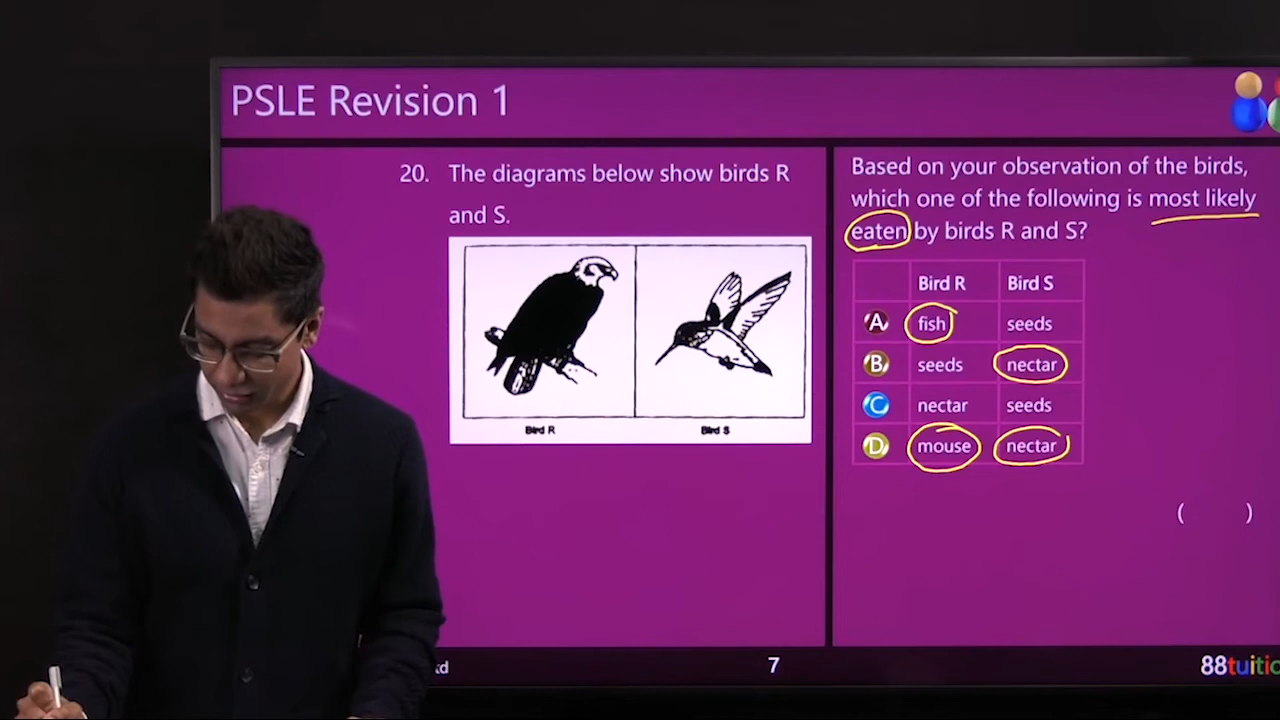 PSLE Revision 1
20. The diagrams below show birds R
and S.
Bird R Bird S
Based on your observation of the birds,
which one of the following is most likely
eaten by birds R and S?
Bird R Bird S
A fish seeds
B seeds nectar
C nectar seeds
D mouse nectar
( )
td
7
88tuitio